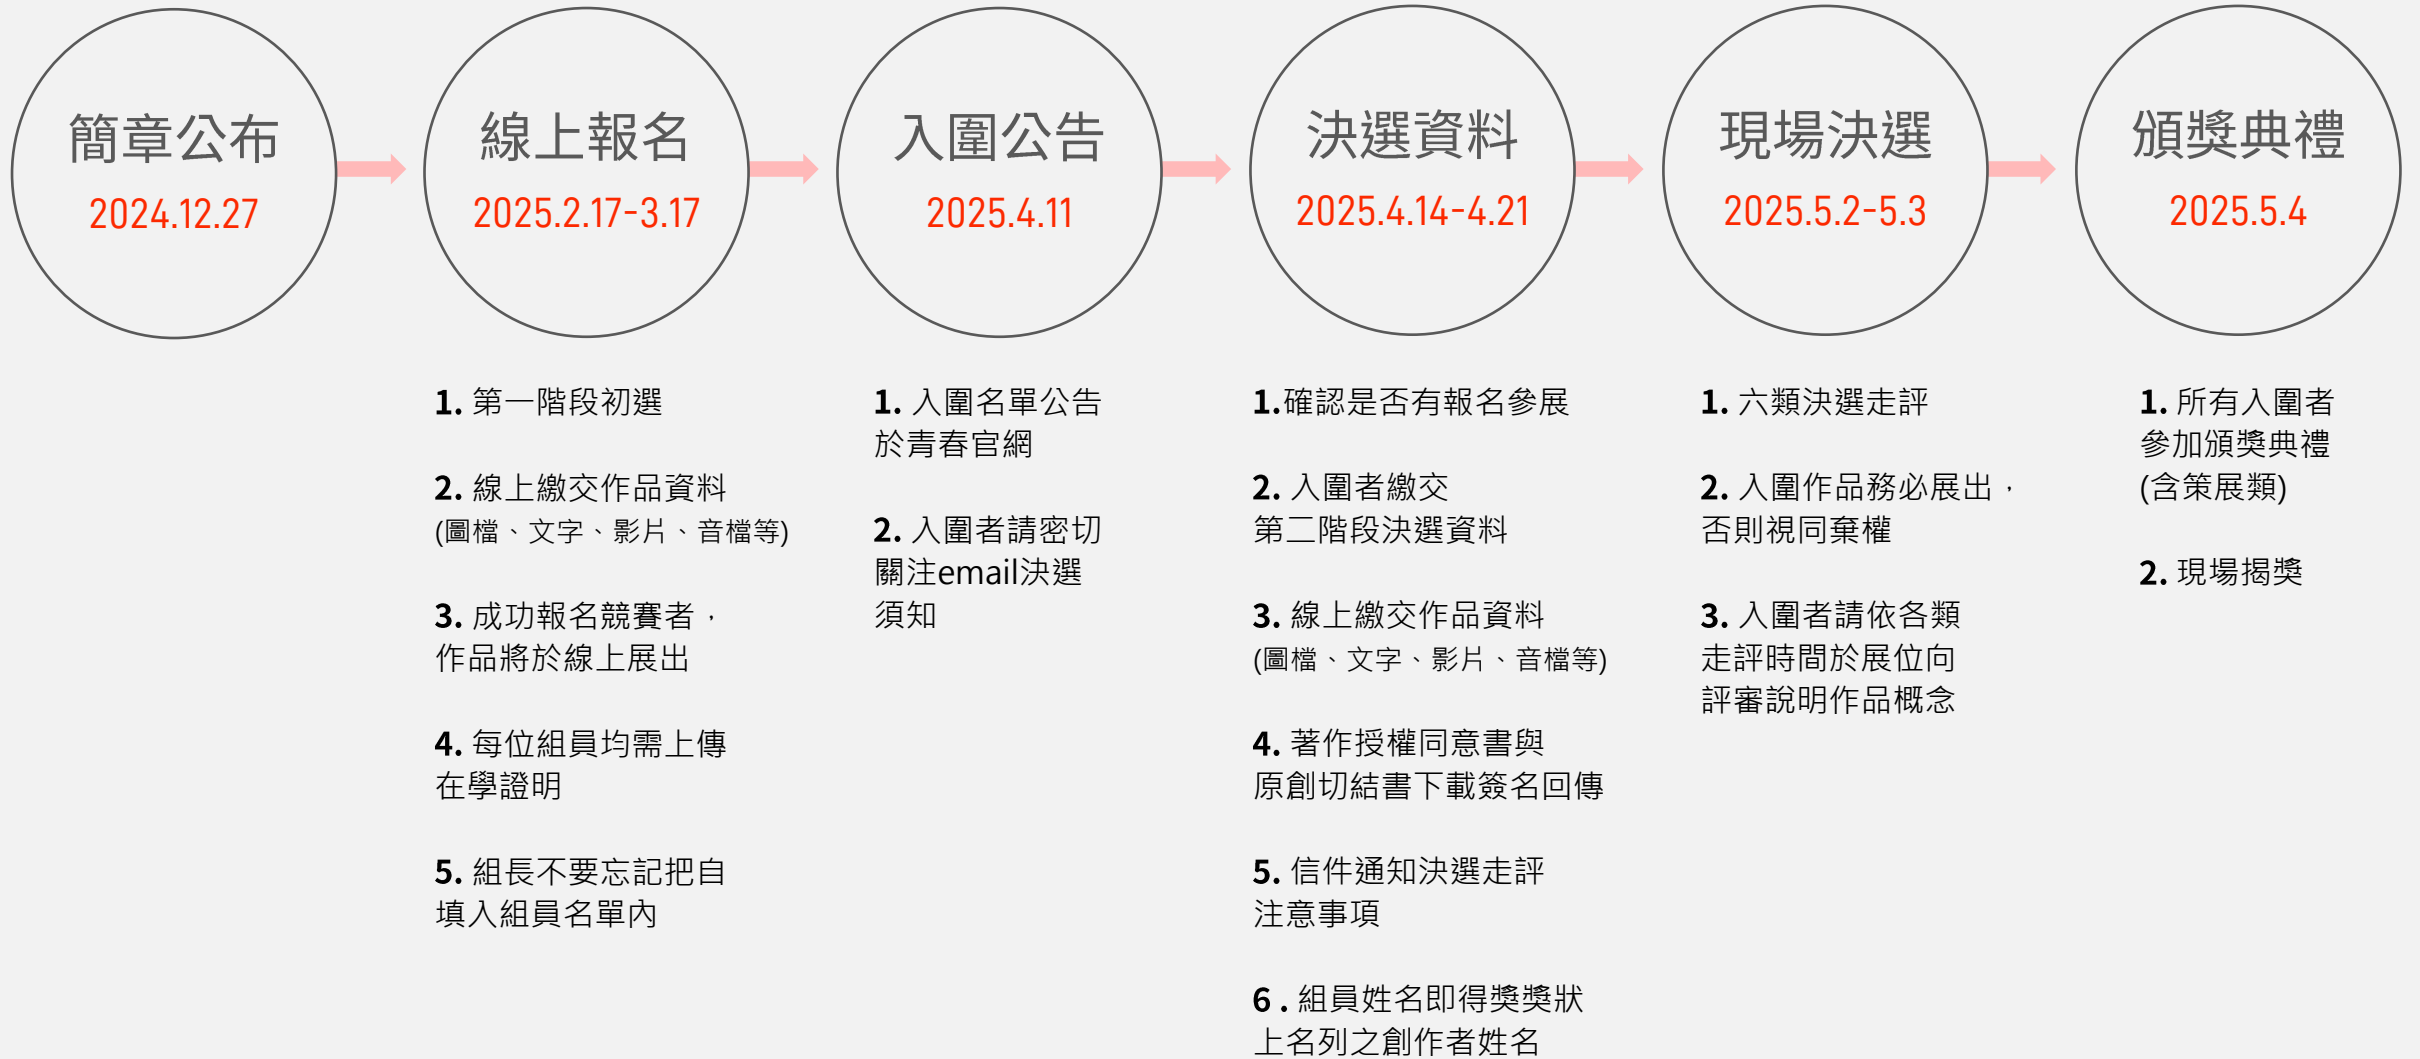 簡章公布
2024.12.27
線上報名
2025.2.17-3.17
入圍公告
2025.4.11
決選資料
2025.4.14-4.21
現場決選
2025.5.2-5.3
頒獎典禮
2025.5.4
1. 第一階段初選
2. 線上繳交作品資料
(圖檔、文字、影片、音檔等)
3. 成功報名競賽者，
作品將於線上展出
4. 每位組員均需上傳
在學證明
5. 組長不要忘記把自
填入組員名單內
1. 入圍名單公告
於青春官網
2. 入圍者請密切
關注email決選
須知
1.確認是否有報名參展
2. 入圍者繳交
第二階段決選資料
3. 線上繳交作品資料
(圖檔、文字、影片、音檔等)
4. 著作授權同意書與
原創切結書下載簽名回傳
5. 信件通知決選走評
注意事項
6 . 組員姓名即得獎獎狀
上名列之創作者姓名
1. 六類決選走評
2. 入圍作品務必展出，
否則視同棄權
3. 入圍者請依各類
走評時間於展位向
評審說明作品概念
1. 所有入圍者
參加頒獎典禮
(含策展類)
2. 現場揭獎